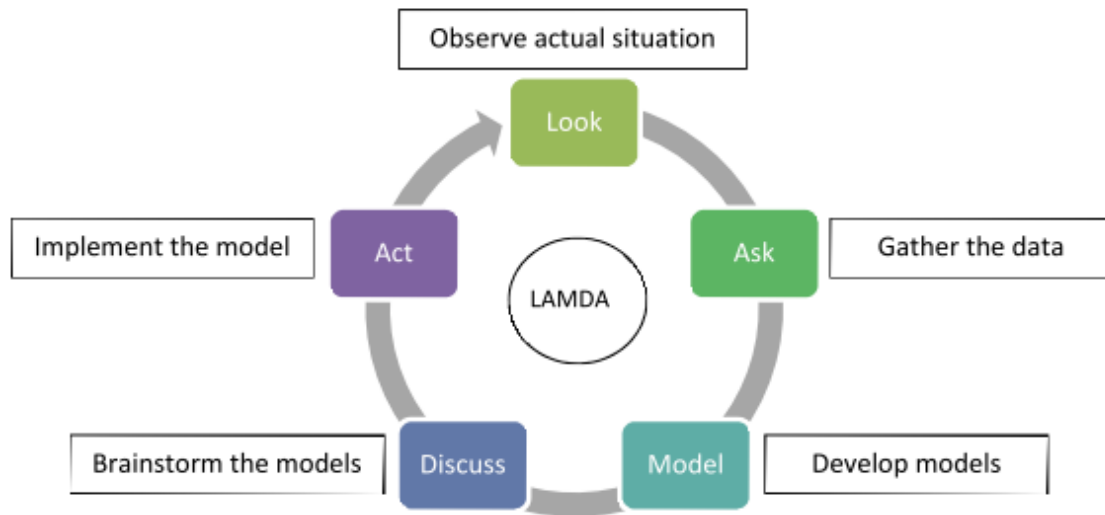 Observe actual situation
Look
Implement the model
Act
Ask
Gather the data
LAMDA
Brainstorm the models
Discuss
Model
Develop models